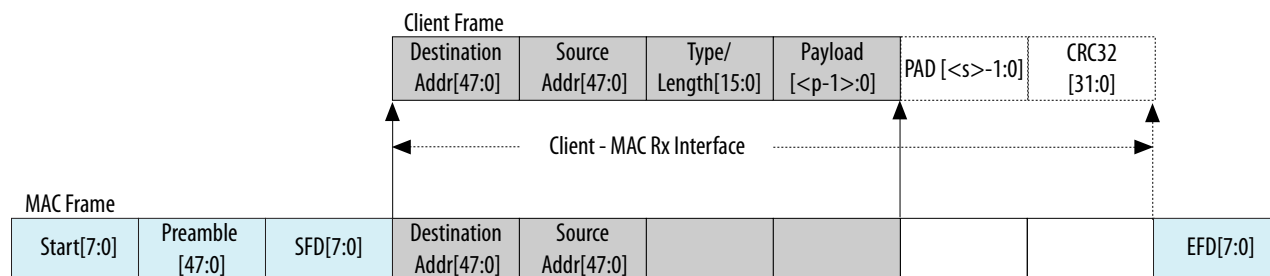 Client Frame
Destination Addr[47:0]
Source Addr[47:0]
Type/ Length[15:0]
Payload [<p-1>:0]
PAD [<s>-1:0]
CRC32 [31:0]
Client - MAC Rx Interface
MAC Frame
Start[7:0]
Preamble [47:0]
SFD[7:0]
Destination Addr[47:0]
Source Addr[47:0]
EFD[7:0]